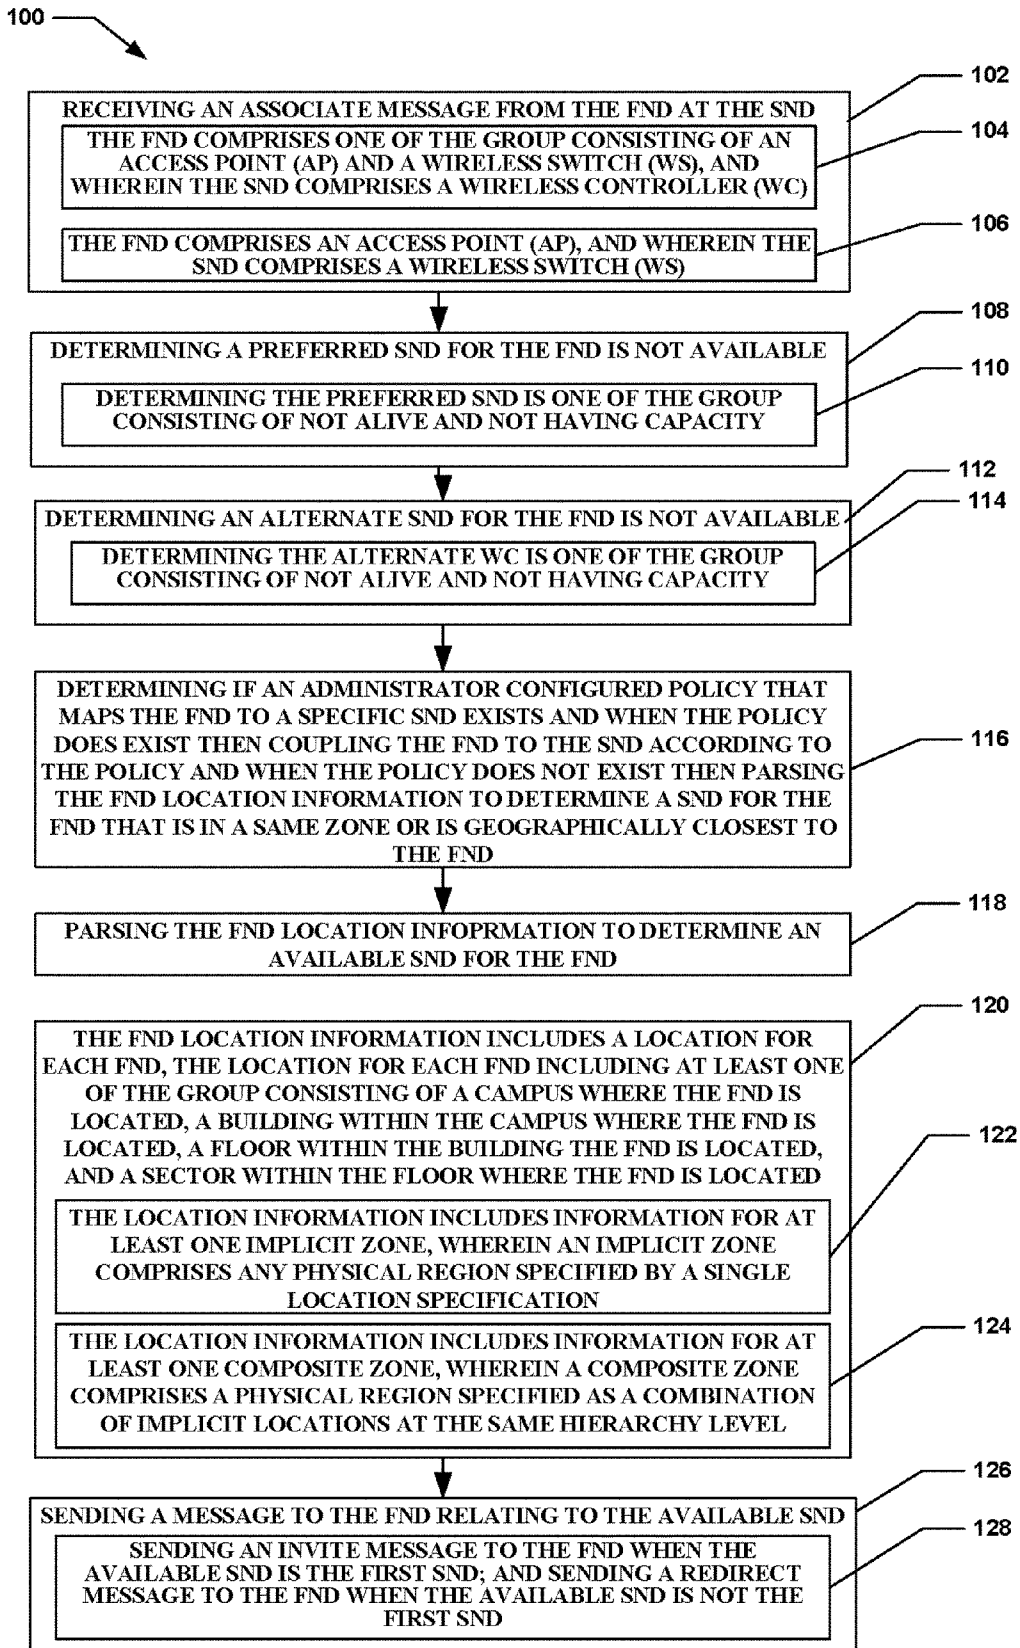 100
102
RECEIVING AN ASSOCIATE MESSAGE FROM THE FND AT THE SND
THE FND COMPRISES ONE OF THE GROUP CONSISTING OF AN
ACCESS POINT (AP) AND A WIRELESS SWITCH (WS), AND
WHEREIN THE SND COMPRISES A WIRELESS CONTROLLER (WC)
104
THE FND COMPRISES AN ACCESS POINT (AP), AND WHEREIN THE
SND COMPRISES A WIRELESS SWITCH (WS)
106
108
DETERMINING A PREFERRED SND FOR THE FND IS NOT AVAILABLE
DETERMINING THE PREFERRED SND IS ONE OF THE GROUP
CONSISTING OF NOT ALIVE AND NOT HAVING CAPACITY
110
112
DETERMINING AN ALTERNATE SND FOR THE FND IS NOT AVAILABLE
DETERMINING THE ALTERNATE WC IS ONE OF THE GROUP
CONSISTING OF NOT ALIVE AND NOT HAVING CAPACITY
114
DETERMINING IF AN ADMINISTRATOR CONFIGURED POLICY THAT
MAPS THE FND TO A SPECIFIC SND EXISTS AND WHEN THE POLICY
DOES EXIST THEN COUPLING THE FND TO THE SND ACCORDING TO
THE POLICY AND WHEN THE POLICY DOES NOT EXIST THEN PARSING
THE FND LOCATION INFORMATION TO DETERMINE A SND FOR THE
FND THAT IS IN A SAME ZONE OR IS GEOGRAPHICALLY CLOSEST TO
THE FND
116
PARSING THE FND LOCATION INFOPRMATION TO DETERMINE AN
AVAILABLE SND FOR THE FND
118
120
THE FND LOCATION INFORMATION INCLUDES A LOCATION FOR
EACH FND, THE LOCATION FOR EACH FND INCLUDING AT LEAST ONE
OF THE GROUP CONSISTING OF A CAMPUS WHERE THE FND IS
LOCATED, A BUILDING WITHIN THE CAMPUS WHERE THE FND IS
LOCATED, A FLOOR WITHIN THE BUILDING THE FND IS LOCATED,
AND A SECTOR WITHIN THE FLOOR WHERE THE FND IS LOCATED
122
THE LOCATION INFORMATION INCLUDES INFORMATION FOR AT
LEAST ONE IMPLICIT ZONE, WHEREIN AN IMPLICIT ZONE
COMPRISES ANY PHYSICAL REGION SPECIFIED BY A SINGLE
LOCATION SPECIFICATION
124
THE LOCATION INFORMATION INCLUDES INFORMATION FOR AT
LEAST ONE COMPOSITE ZONE, WHEREIN A COMPOSITE ZONE
COMPRISES A PHYSICAL REGION SPECIFIED AS A COMBINATION
OF IMPLICIT LOCATIONS AT THE SAME HIERARCHY LEVEL
126
SENDING A MESSAGE TO THE FND RELATING TO THE AVAILABLE SND
128
SENDING AN INVITE MESSAGE TO THE FND WHEN THE
AVAILABLE SND IS THE FIRST SND; AND SENDING A REDIRECT
MESSAGE TO THE FND WHEN THE AVAILABLE SND IS NOT THE
FIRST SND